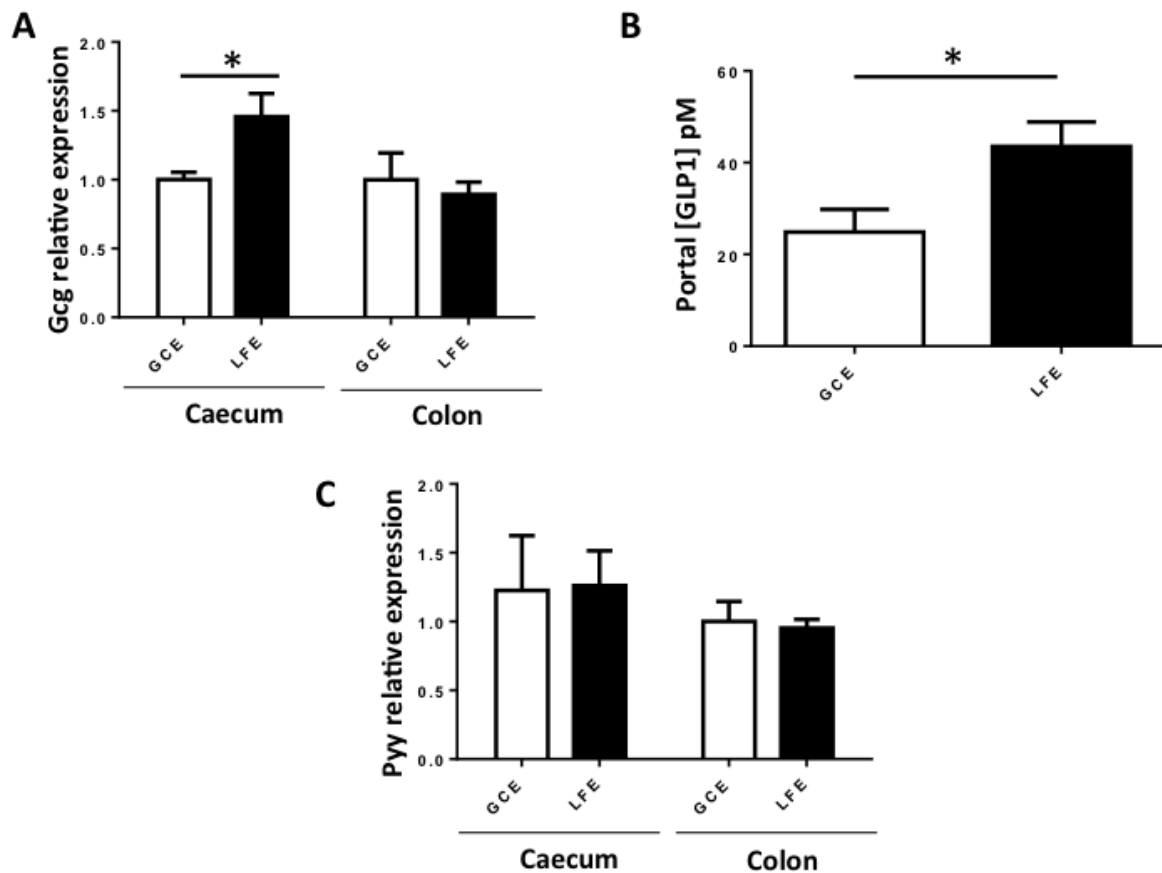 A
Gcg relative expression
2.0
1.5
1.0
0.5
0.0
*
GCE
LFE
GCE
LFE
Caecum
Colon
B
Portal [GLP1] pM
60
40
20
0
*
GCE
LFE
C
Pyy relative expression
2.0
1.5
1.0
0.5
0.0
GCE
LFE
GCE
LFE
Caecum
Colon